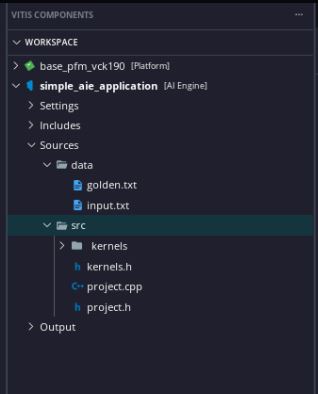 VITIS COMPONENTS ...
WORKSPACE
base_pfm_vck190 [Platform]
simple_aie_application [AI Engine]
Settings
Includes
Sources
data
golden.txt
input.txt
src
kernels
h kernels.h
C++ project.cpp
h project.h
Output